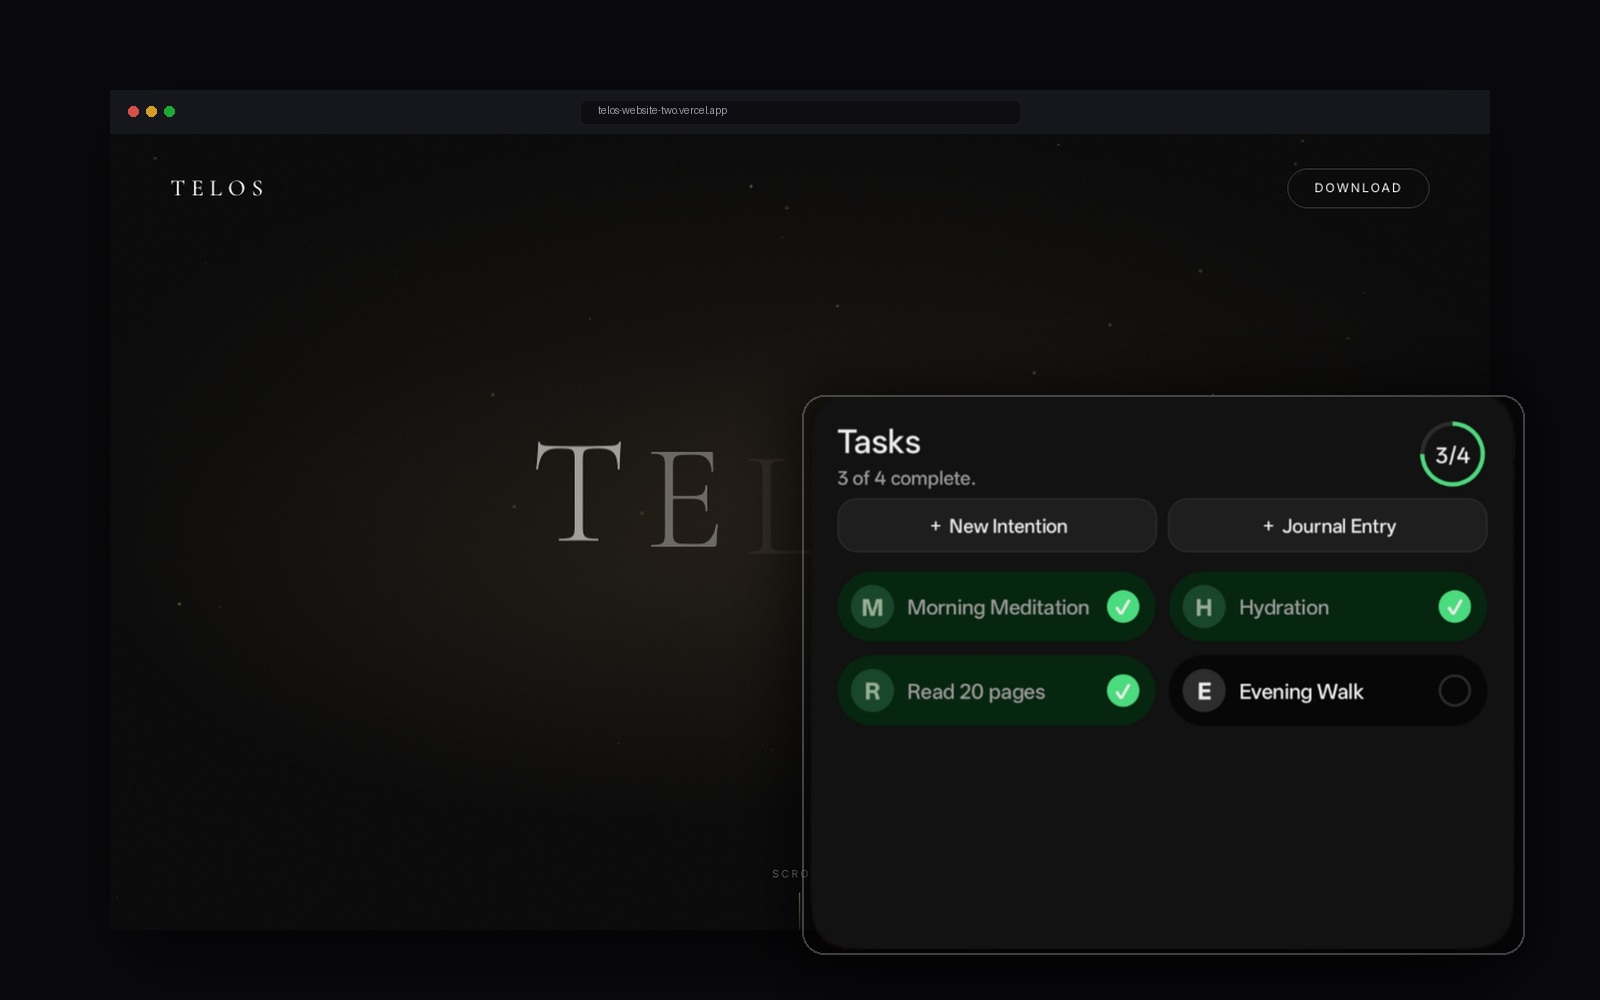 telos-website-two.vercel.app
TELOS
DOWNLOAD
TEL
SCRO
Tasks
3 of 4 complete.
3/4
+ New Intention
+ Journal Entry
M Morning Meditation
H Hydration
R Read 20 pages
E Evening Walk